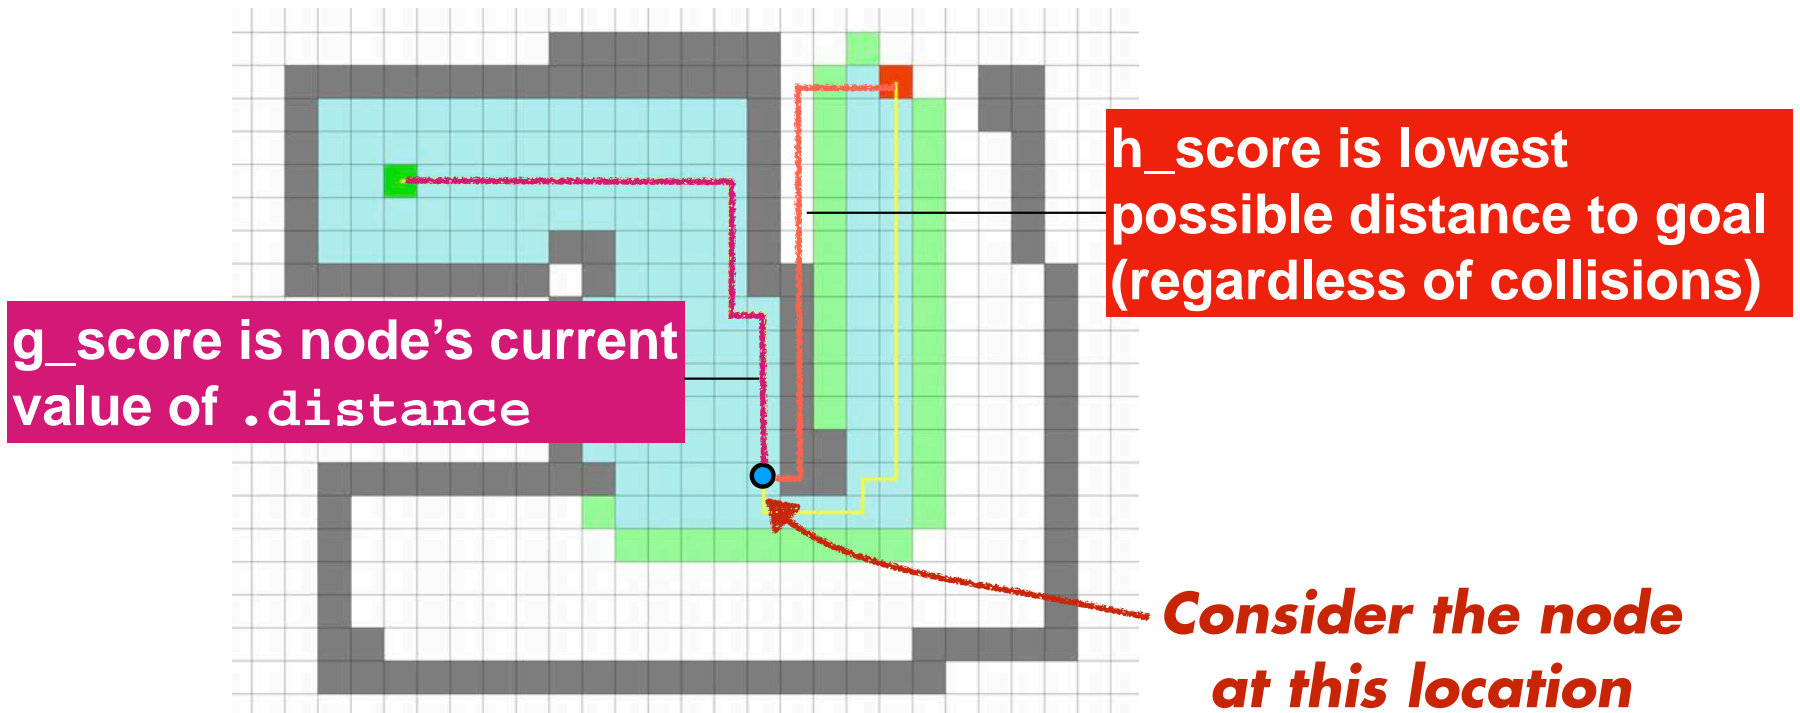 h_score is lowest
possible distance to goal
(regardless of collisions)
g_score is node’s current
value of .distance
Consider the node
at this location